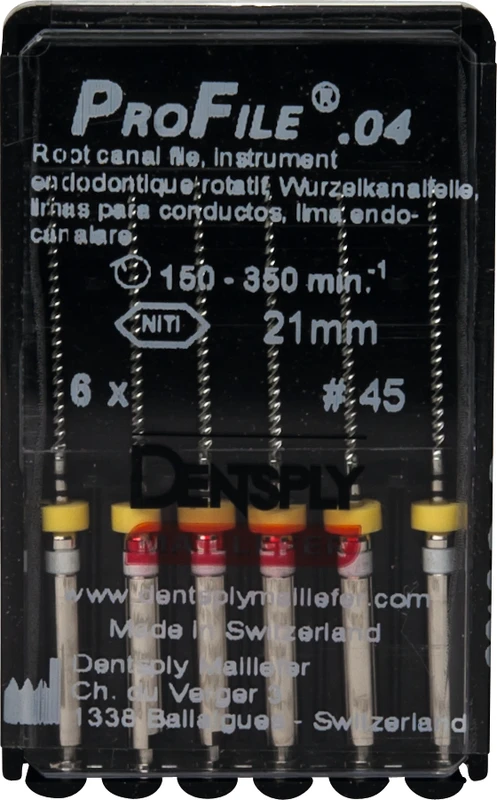 PROFILE® .04
Root canal file, Instrument
endodontique rotatif, Wurzelkanalfeile,
limas para conductos, lima endo-
canalare
150 - 350 min.-1
NITI
21mm
6 x
# 45
DENSPLY
MAILLEFER
www.dentsplymaillefer.com
Made in Switzerland
Dentsply Maillefer
Ch. du Verger 3
1338 Ballaigues - Switzerland